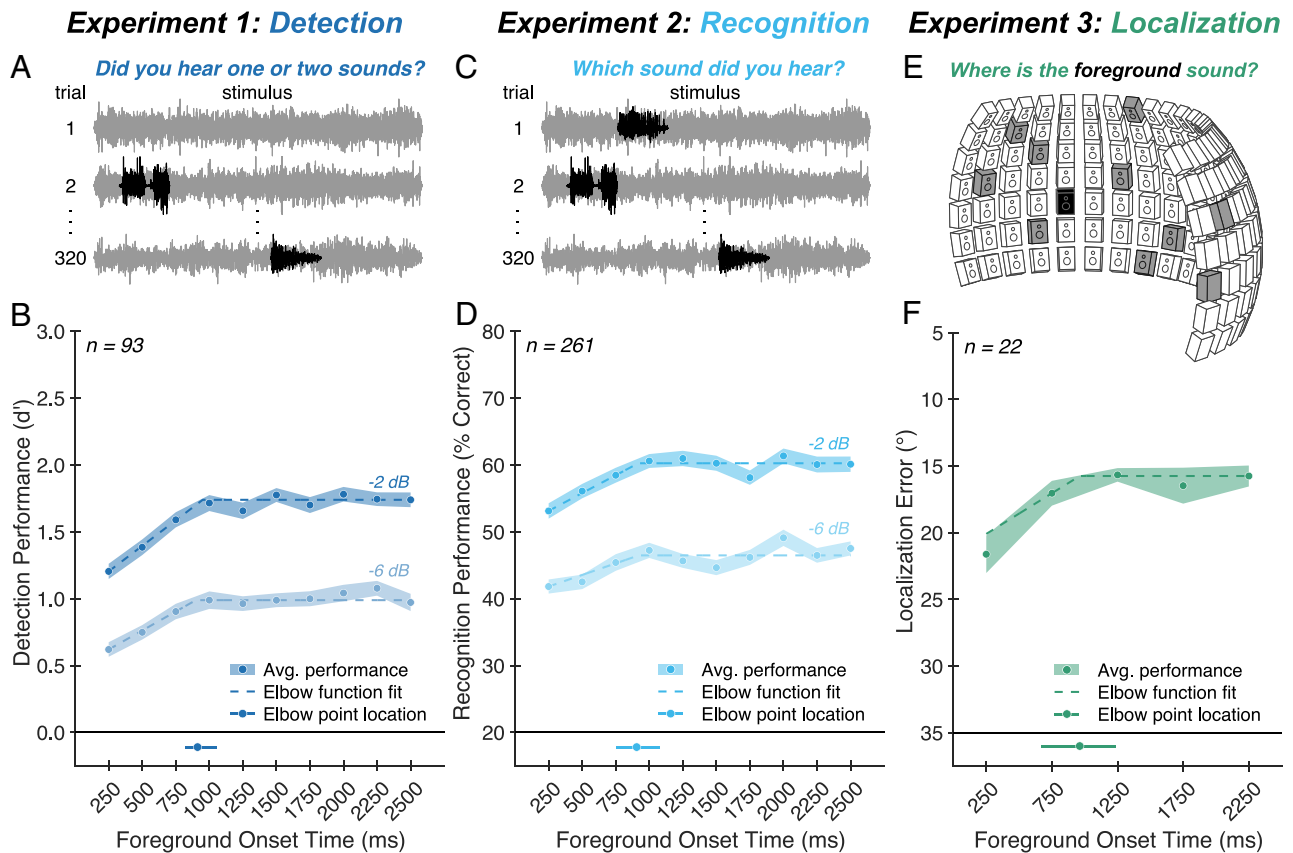 Experiment 1: Detection
Experiment 2: Recognition
Experiment 3: Localization
A
Did you hear one or two sounds?
trial
stimulus
1
2
320
C
Which sound did you hear?
trial
stimulus
1
2
320
E
Where is the foreground sound?
B
n = 93
Detection Performance (d')
3.0
2.5
2.0
1.5
1.0
0.5
0.0
-2 dB
-6 dB
Avg. performance
Elbow function fit
Elbow point location
250
500
750
1000
1250
1500
1750
2000
2250
2500
Foreground Onset Time (ms)
D
n = 261
Recognition Performance (% Correct)
80
70
60
50
40
30
20
-2 dB
-6 dB
Avg. performance
Elbow function fit
Elbow point location
250
500
750
1000
1250
1500
1750
2000
2250
2500
Foreground Onset Time (ms)
F
n = 22
Localization Error (°)
5
10
15
20
25
30
35
Avg. performance
Elbow function fit
Elbow point location
250
750
1250
1750
2250
Foreground Onset Time (ms)